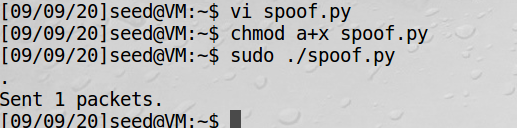 [09/09/20]seed@VM:~$ vi spoof.py
[09/09/20]seed@VM:~$ chmod a+x spoof.py
[09/09/20]seed@VM:~$ sudo ./spoof.py
.
Sent 1 packets.
[09/09/20]seed@VM:~$